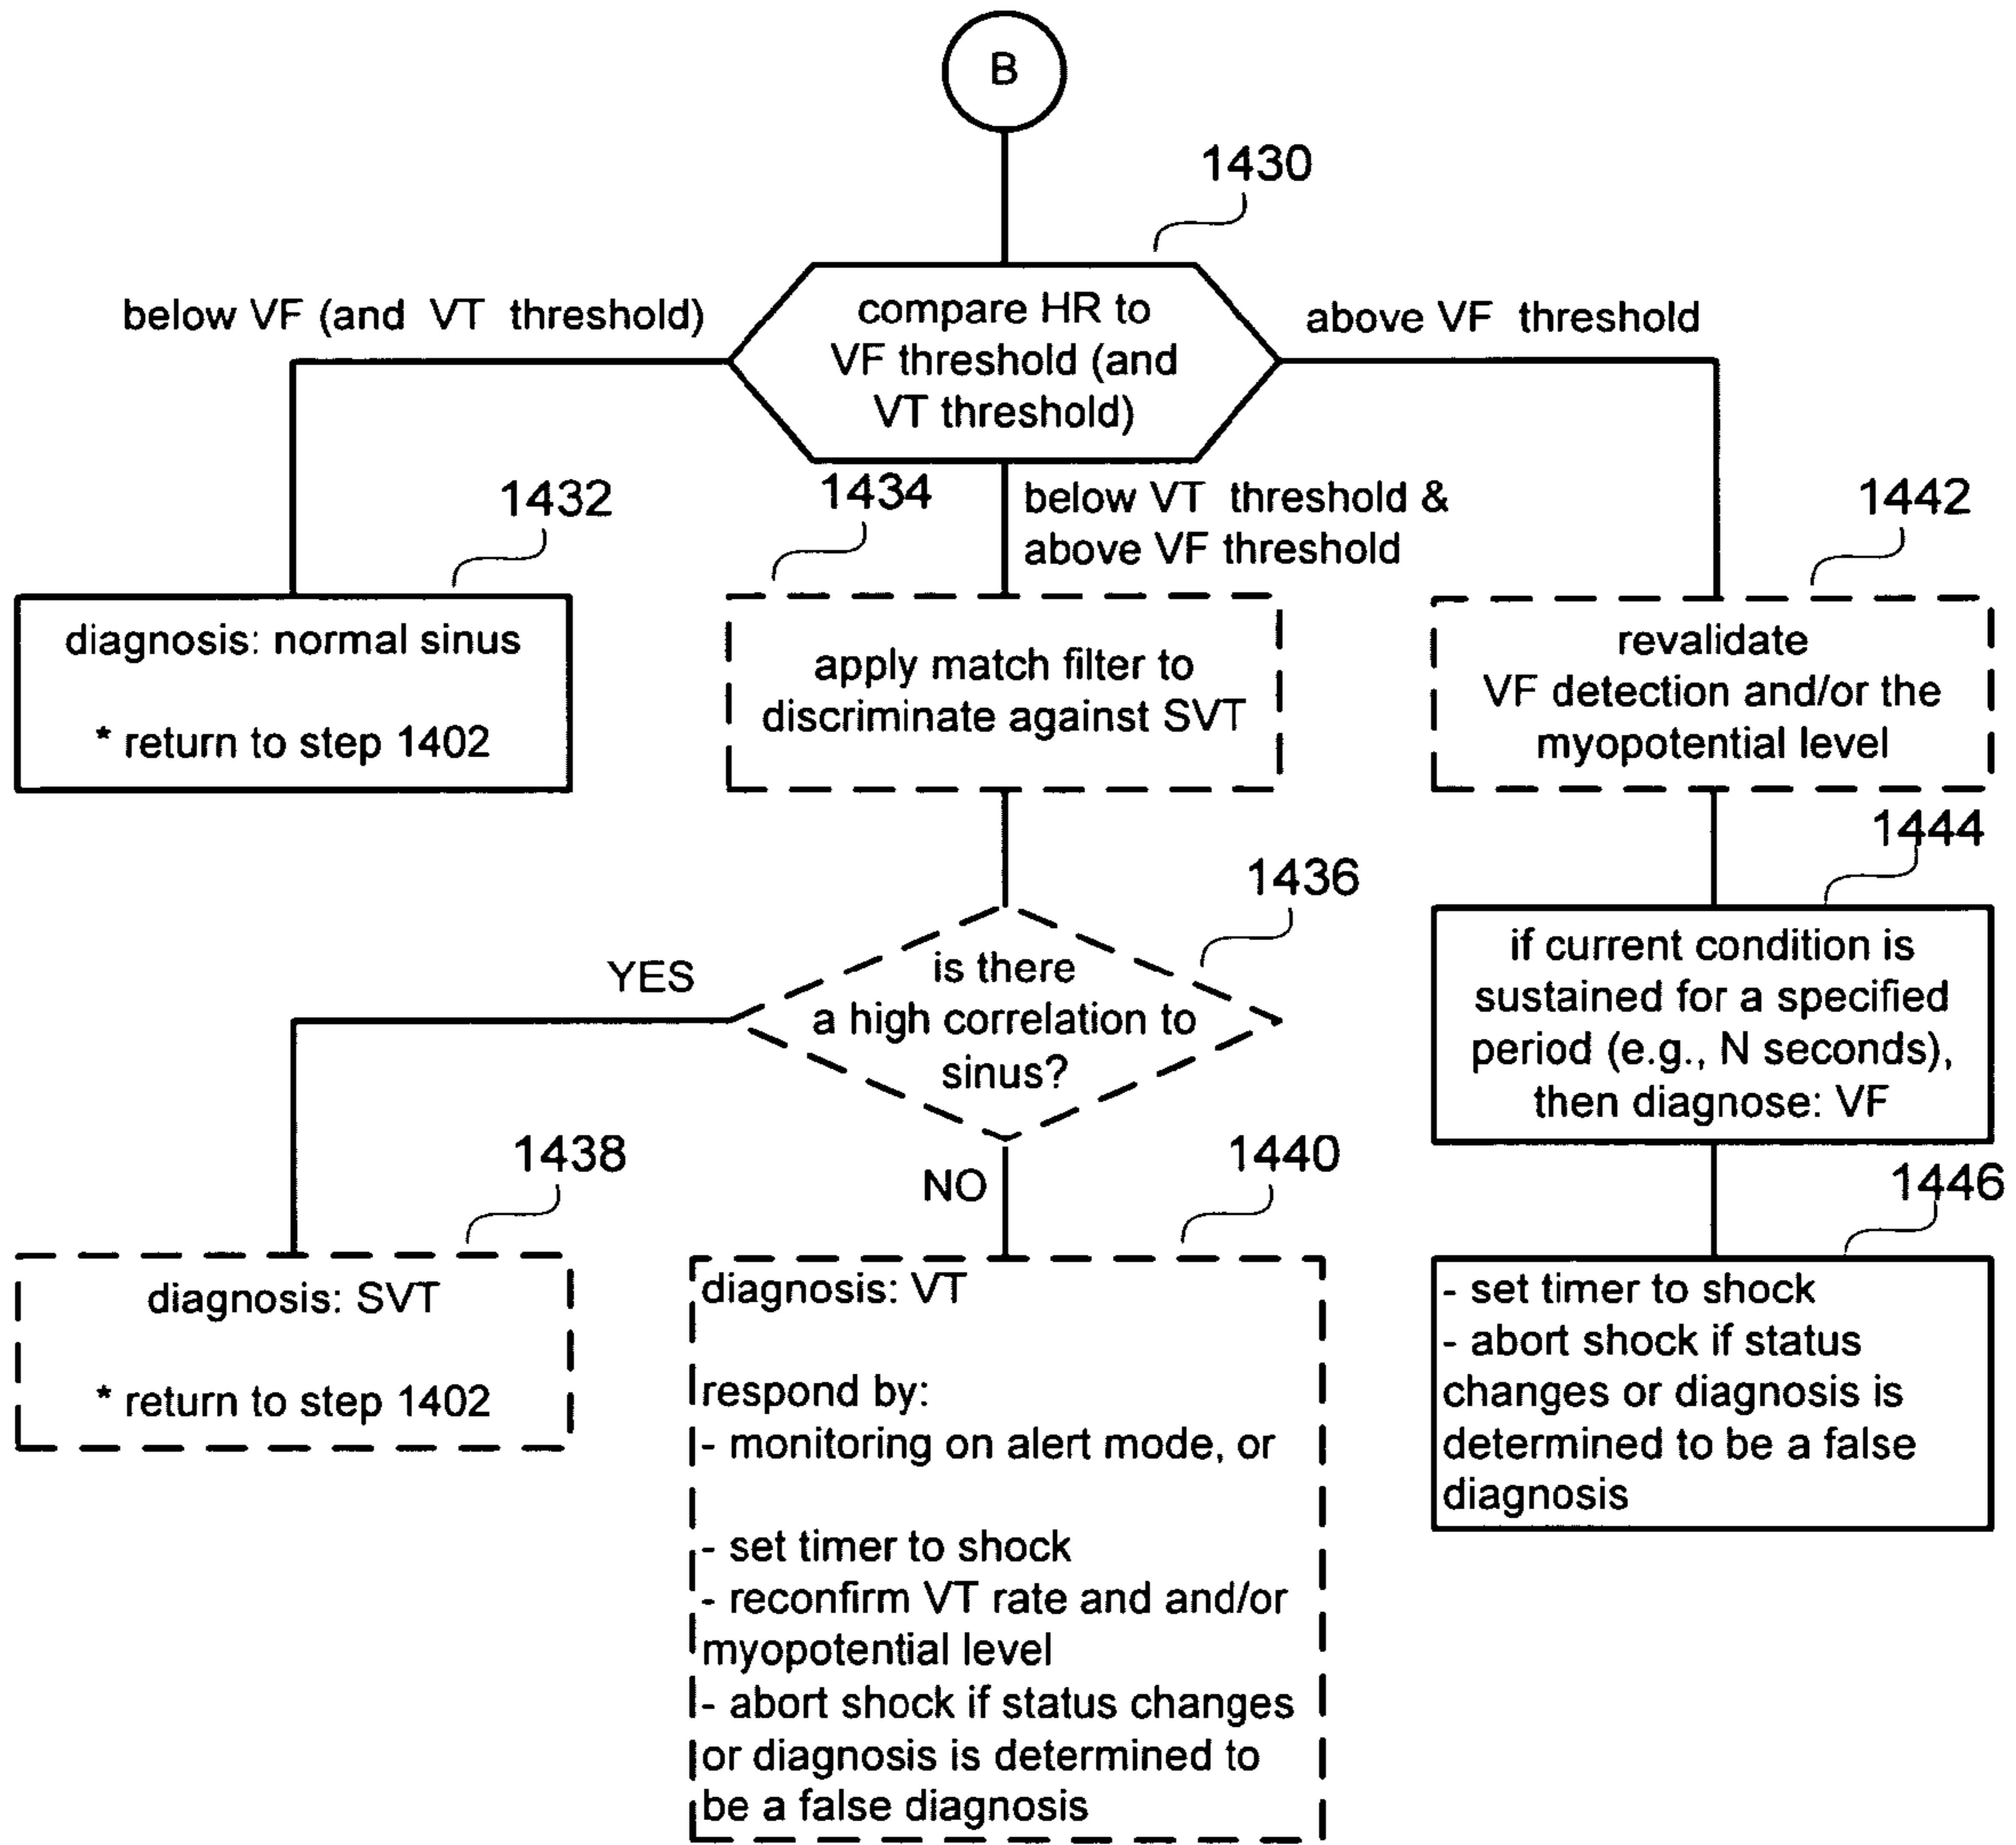 B
1430
below VF (and VT threshold)
compare HR to
VF threshold (and
VT threshold)
above VF threshold
1432
1434
below VT threshold &
above VF threshold
1442
diagnosis: normal sinus
* return to step 1402
apply match filter to
discriminate against SVT
revalidate
VF detection and/or the
myopotential level
1444
1436
YES
is there
a high correlation to
sinus?
if current condition is
sustained for a specified
period (e.g., N seconds),
then diagnose: VF
1438
NO
1440
1446
diagnosis: SVT
* return to step 1402
diagnosis: VT
respond by:
- monitoring on alert mode, or
- set timer to shock
- reconfirm VT rate and and/or
myopotential level
- abort shock if status changes
or diagnosis is determined to
be a false diagnosis
- set timer to shock
- abort shock if status
changes or diagnosis is
determined to be a false
diagnosis